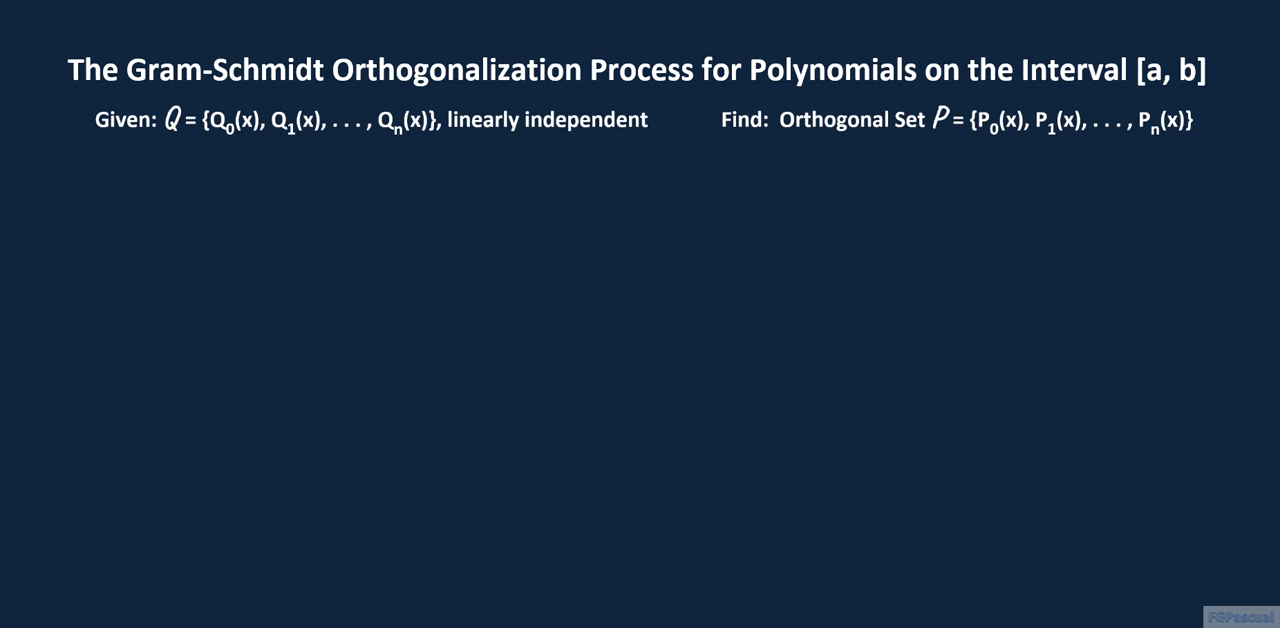 The Gram-Schmidt Orthogonalization Process for Polynomials on the Interval [a, b]
Given: Q = {Q₀(x), Q₁(x), . . . , Qₙ(x)}, linearly independent
Find: Orthogonal Set P = {P₀(x), P₁(x), . . . , Pₙ(x)}
FGPascual